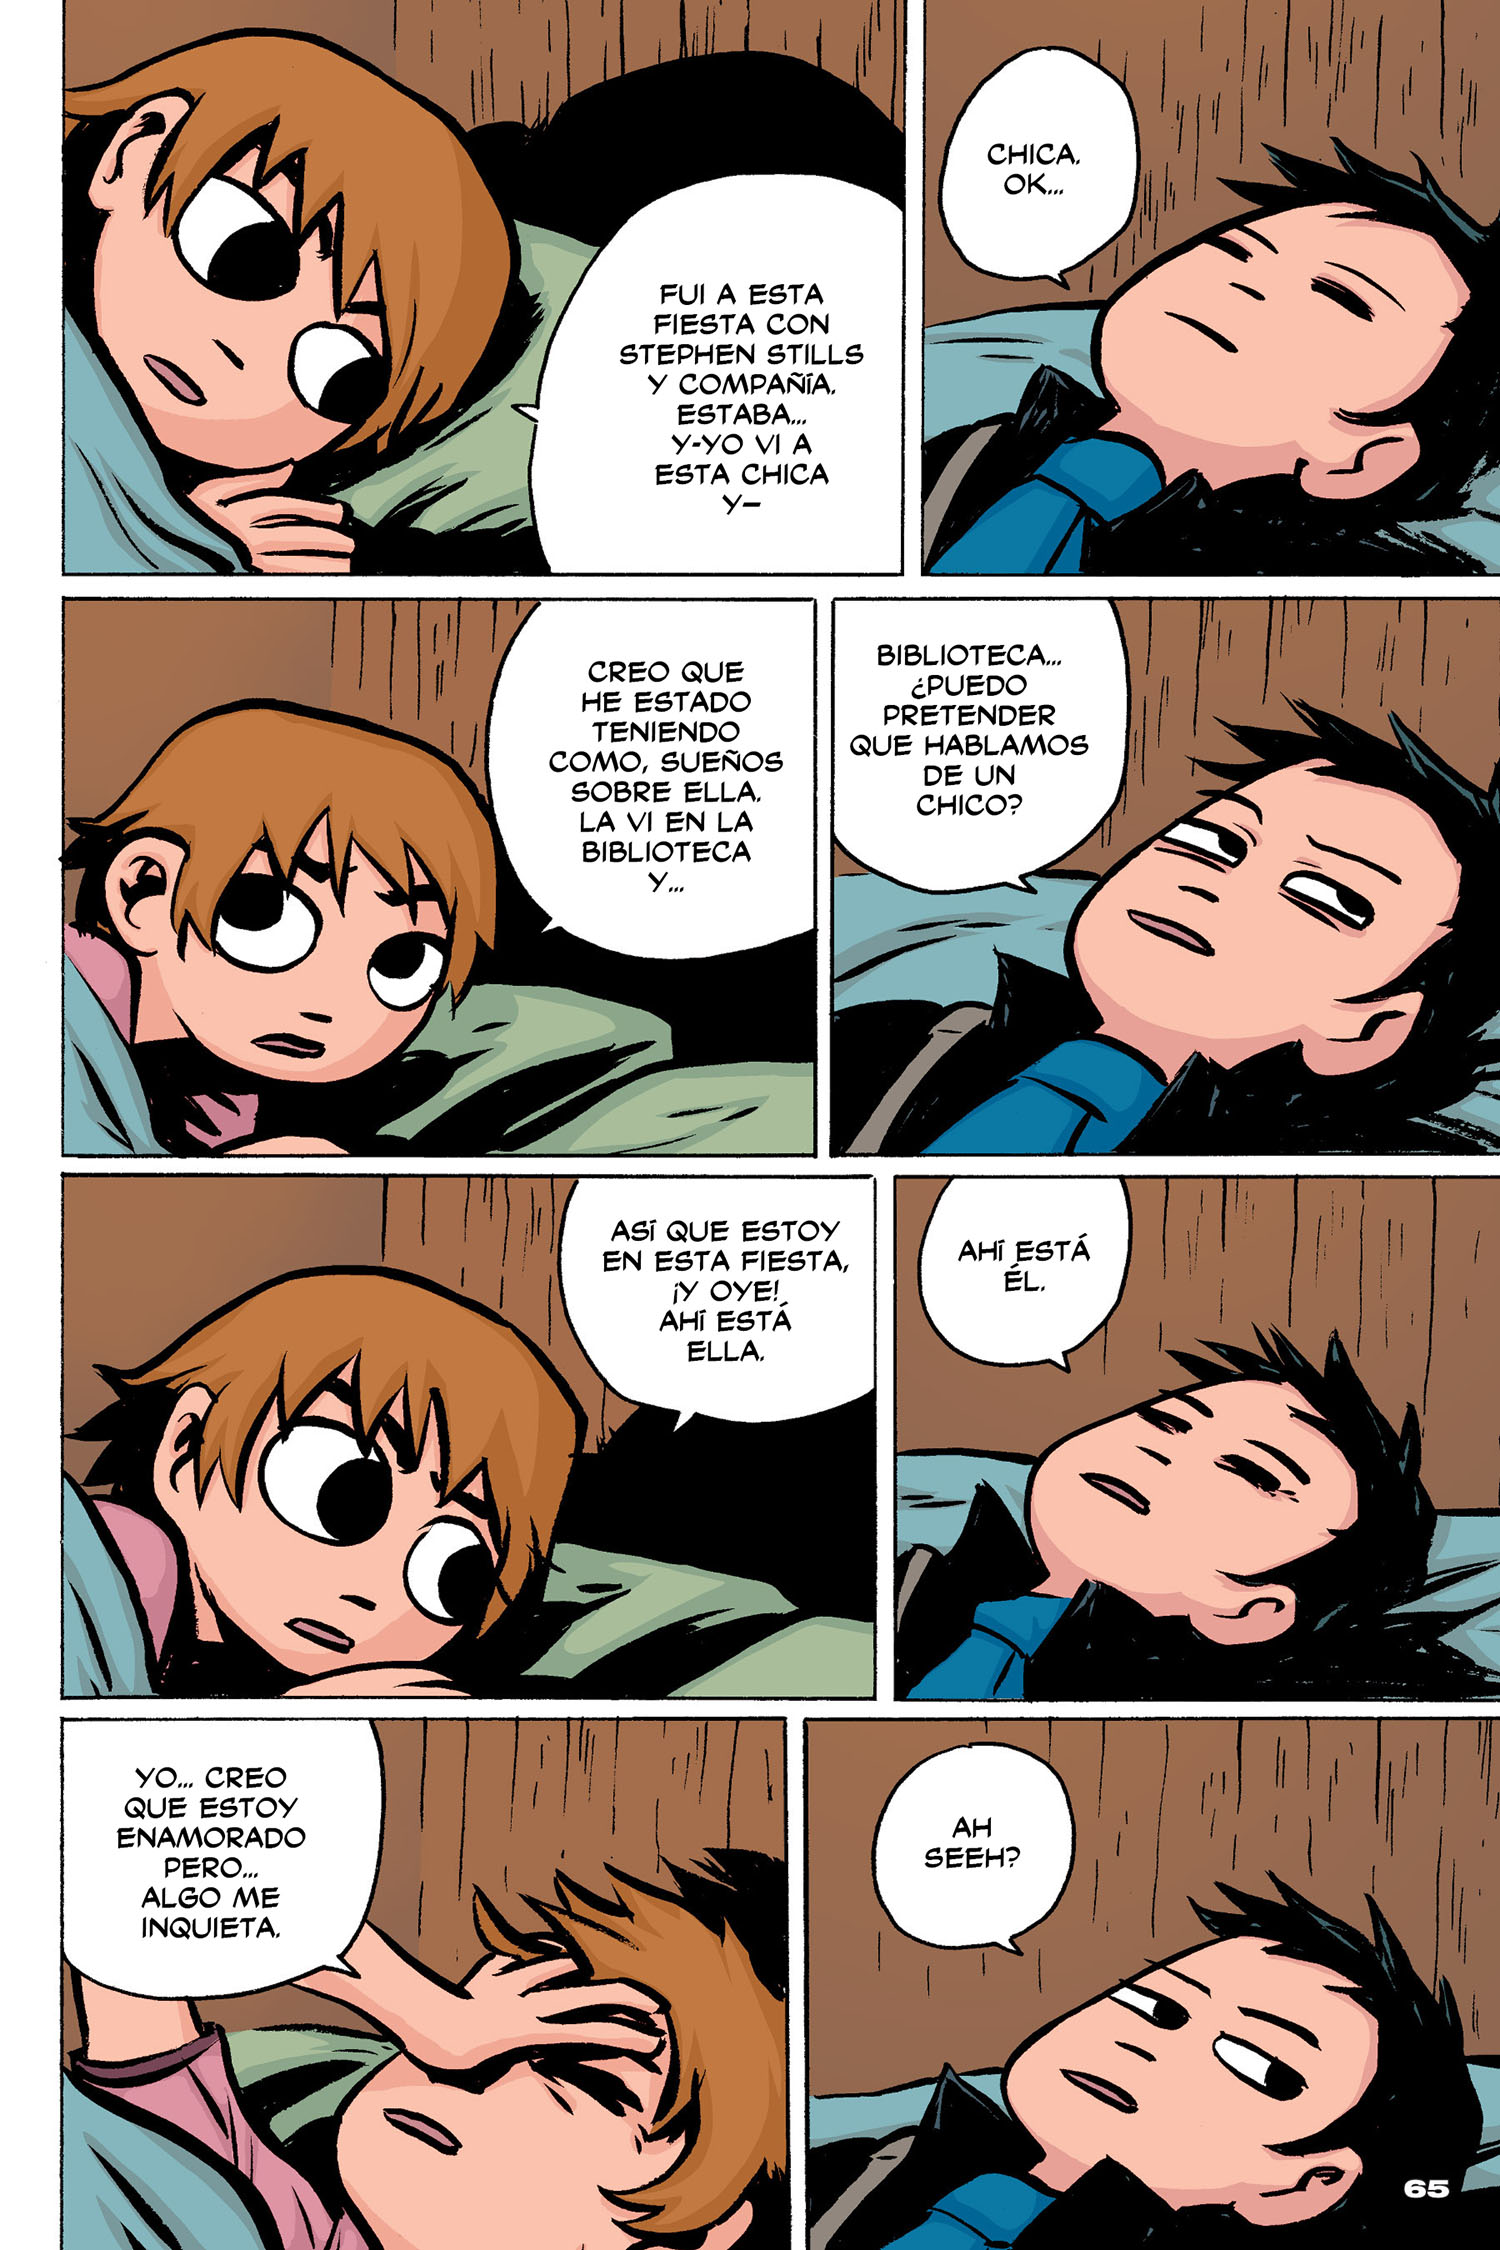 FUI A ESTA
FIESTA CON
STEPHEN STILLS
Y COMPAÑÍA.
ESTABA...
Y-YO VI A
ESTA CHICA
Y—
CHICA.
OK...
CREO QUE
HE ESTADO
TENIENDO
COMO, SUEÑOS
SOBRE ELLA.
LA VI EN LA
BIBLIOTECA
Y...
BIBLIOTECA...
¿PUEDO
PRETENDER
QUE HABLAMOS
DE UN
CHICO?
ASÍ QUE ESTOY
EN ESTA FIESTA,
¡Y OYE!
AHÍ ESTÁ
ELLA.
AHÍ ESTÁ
ÉL.
YO... CREO
QUE ESTOY
ENAMORADO
PERO...
ALGO ME
INQUIETA.
AH
SEEH?
65